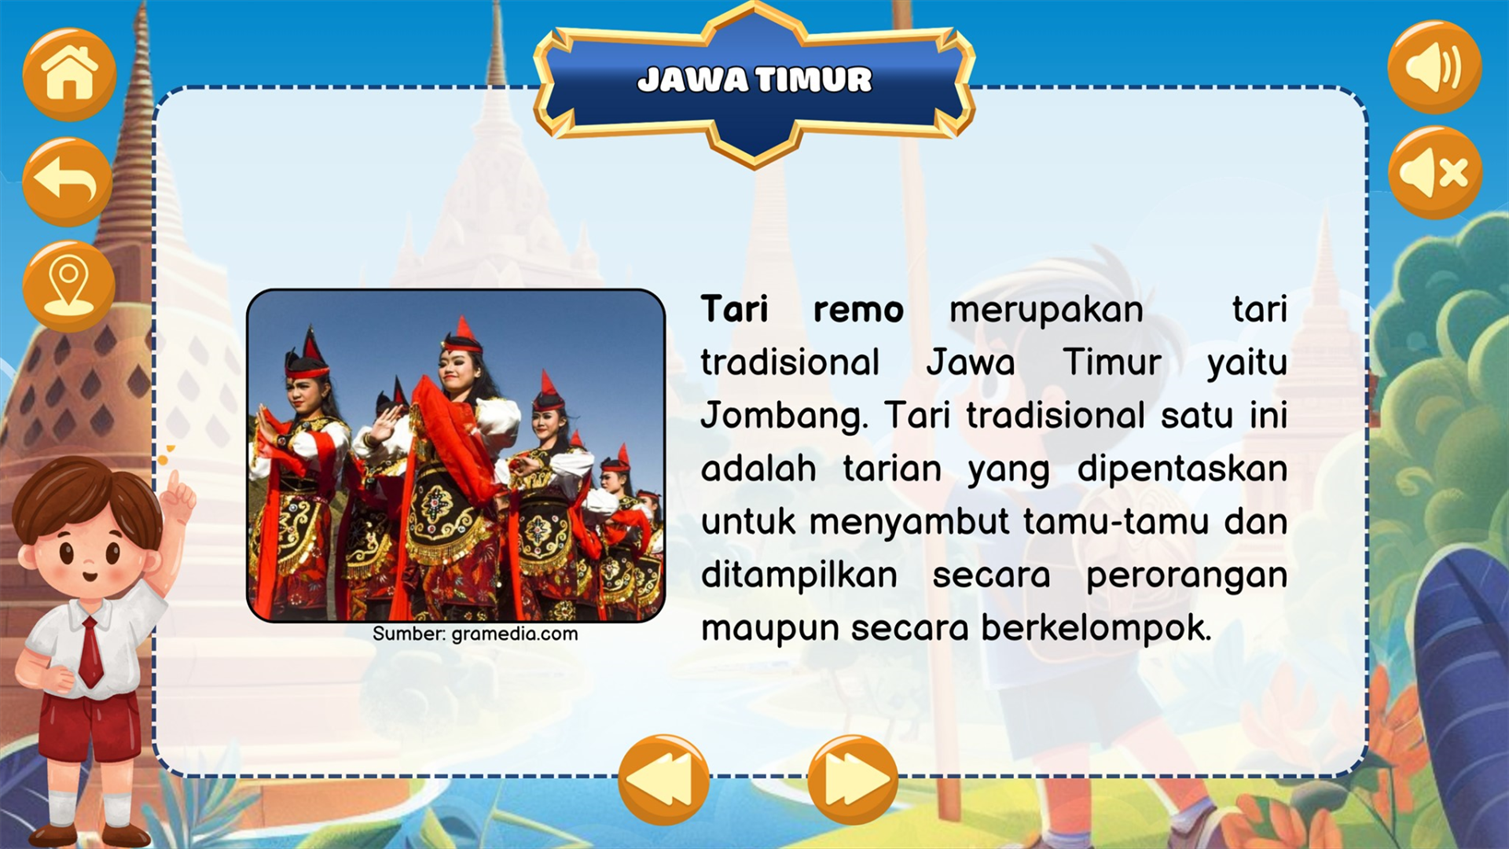 JAWA TIMUR
Tari remo merupakan tari
tradisional Jawa Timur yaitu
Jombang. Tari tradisional satu ini
adalah tarian yang dipentaskan
untuk menyambut tamu-tamu dan
ditampilkan secara perorangan
maupun secara berkelompok.
Sumber: gramedia.com